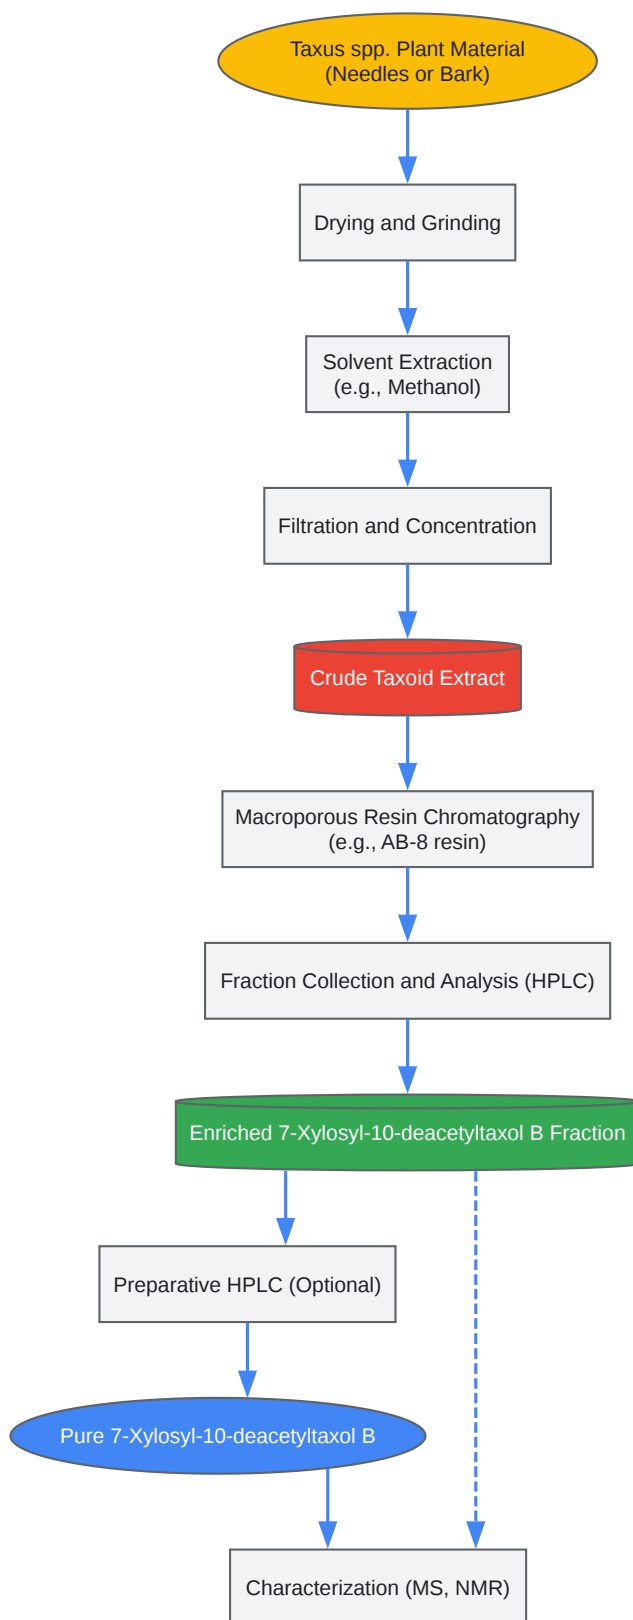 Taxus spp. Plant Material
(Needles or Bark)
Drying and Grinding
Solvent Extraction
(e.g., Methanol)
Filtration and Concentration
Crude Taxoid Extract
Macroporous Resin Chromatography
(e.g., AB-8 resin)
Fraction Collection and Analysis (HPLC)
Enriched 7-Xylosyl-10-deacetyltaxol B Fraction
Preparative HPLC (Optional)
Pure 7-Xylosyl-10-deacetyltaxol B
Characterization (MS, NMR)